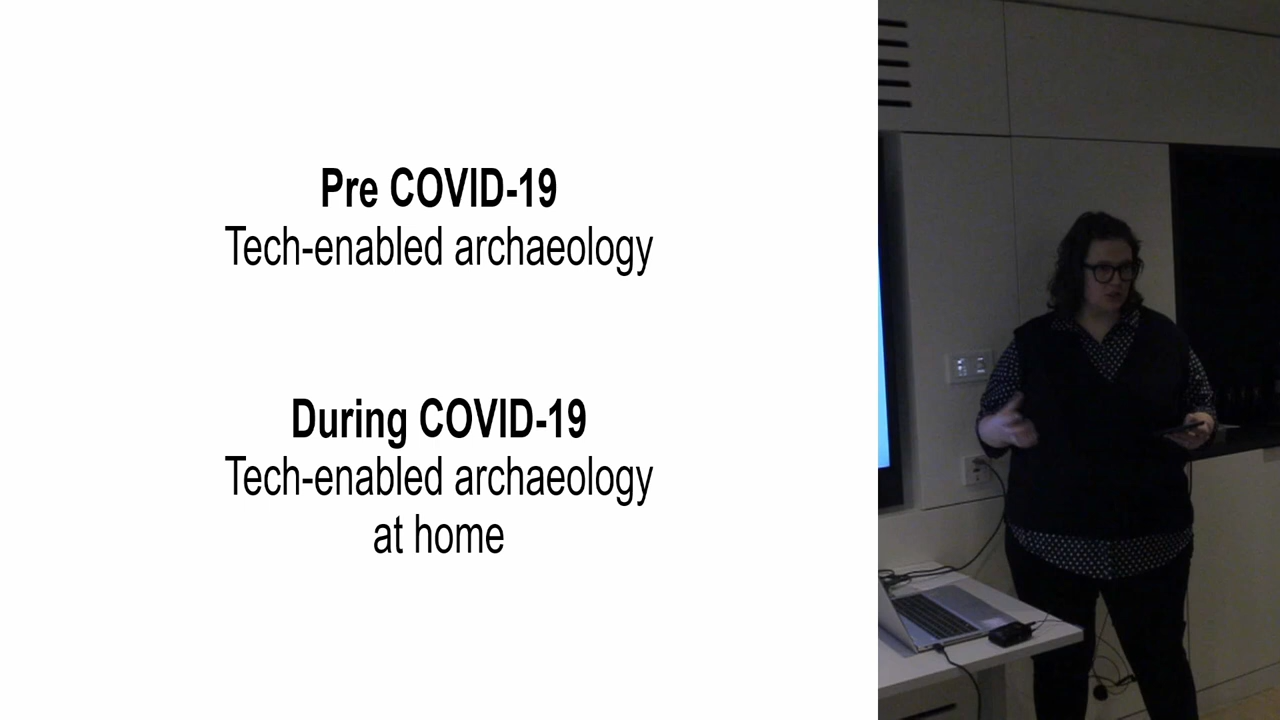 Pre COVID-19
Tech-enabled archaeology
During COVID-19
Tech-enabled archaeology
at home